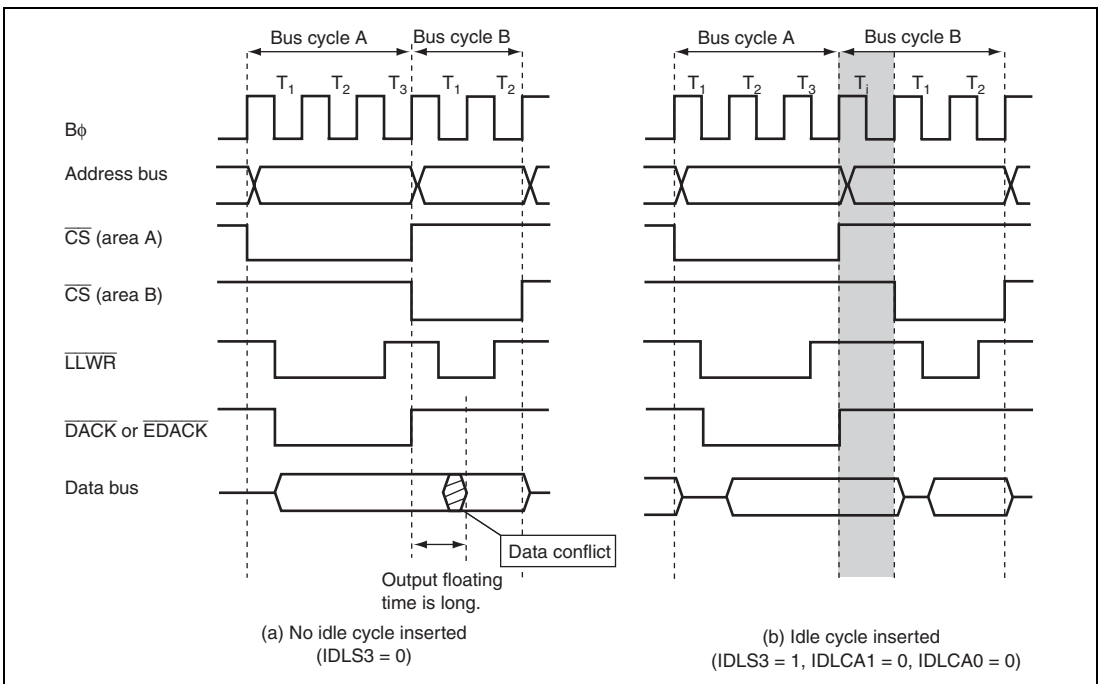 Bus cycle A Bus cycle B
T1 T2 T3 T1 T2
Bφ
Address bus
CS (area A)
CS (area B)
LLWR
DACK or EDACK
Data bus
Data conflict
Output floating
time is long.
(a) No idle cycle inserted
(IDLS3 = 0)
Bus cycle A Bus cycle B
T1 T2 T3 Ti T1 T2
(b) Idle cycle inserted
(IDLS3 = 1, IDLCA1 = 0, IDLCA0 = 0)